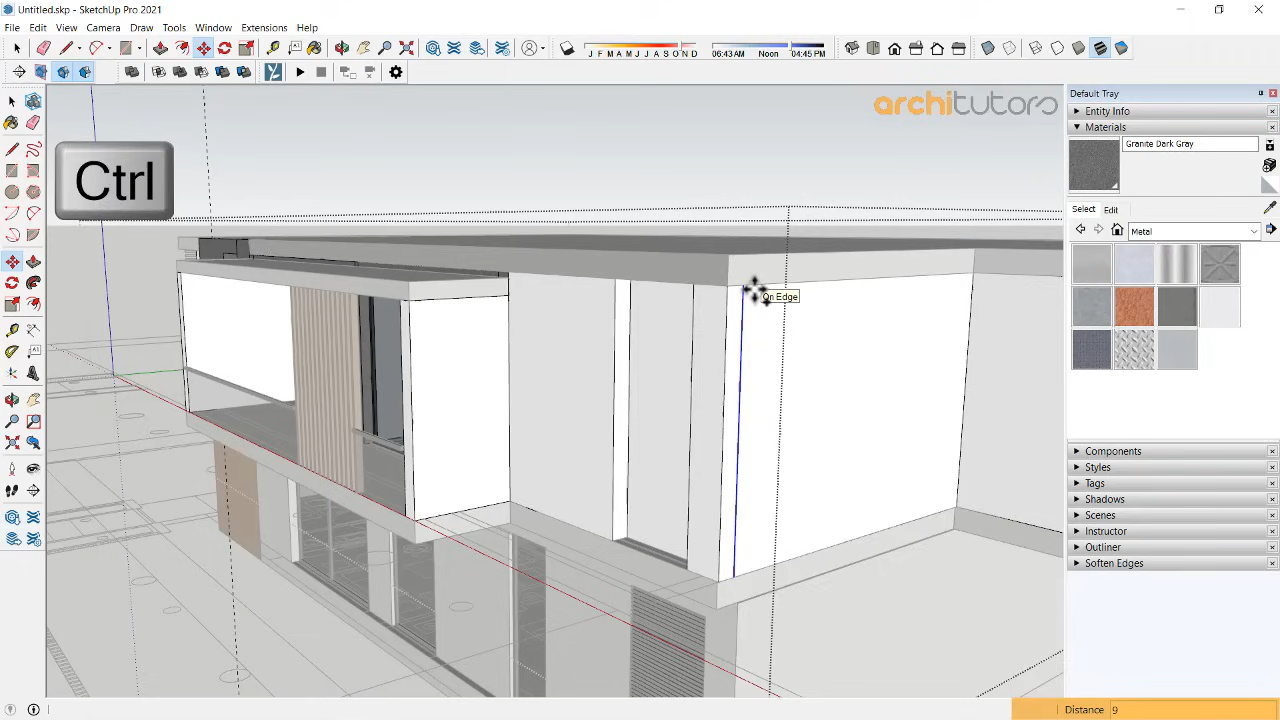 Untitled.skp - SketchUp Pro 2021
File Edit View Camera Draw Tools Window Extensions Help
J F M A M J J A S O N D
06:43 AM Noon 04:45 PM
architutors
Default Tray
Entity Info
Materials
Granite Dark Gray
Ctrl
Select Edit
Metal
On Edge
Components
Styles
Tags
Shadows
Scenes
Instructor
Outliner
Soften Edges
Distance 9